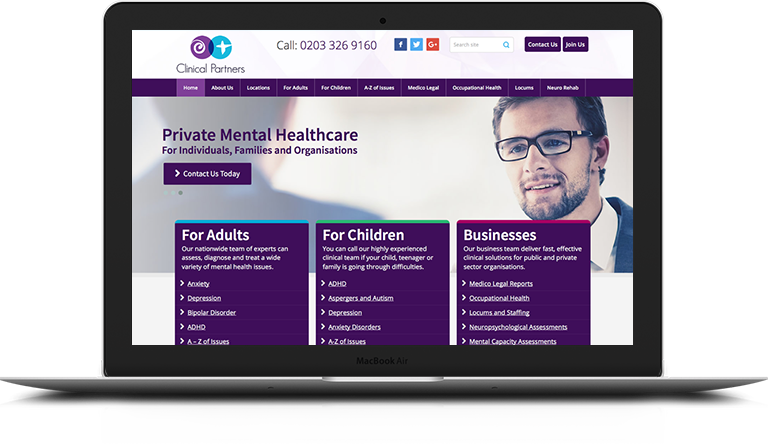 Clinical Partners
Call: 0203 326 9160
Search site
Contact Us
Join Us
Home
About Us
Locations
For Adults
For Children
A-Z of Issues
Medico Legal
Occupational Health
Locums
Neuro Rehab
Private Mental Healthcare
For Individuals, Families and Organisations
Contact Us Today
For Adults
Our nationwide team of experts can
assess, diagnose and treat a wide
variety of mental health issues.
Anxiety
Depression
Bipolar Disorder
ADHD
A – Z of Issues
For Children
You can call our highly experienced
clinical team if your child, teenager or
family is going through difficulties.
ADHD
Aspergers and Autism
Depression
Anxiety Disorders
A-Z of Issues
Businesses
Our business team deliver fast, effective
clinical solutions for public and private
sector organisations.
Medico Legal Reports
Occupational Health
Locums and Staffing
Neuropsychological Assessments
Mental Capacity Assessments
MacBook Air